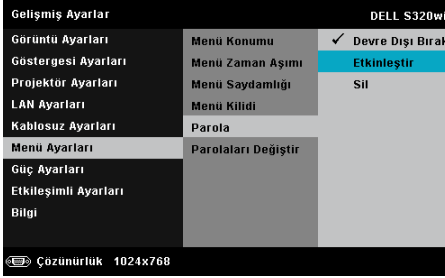 Gelişmiş Ayarlar DELL S320wi
Görüntü Ayarları Menü Konumu ✓ Devre Dışı Bırak
Göstergesi Ayarları Menü Zaman Aşımı Etkinleştir
Projektör Ayarları Menü Saydamlığı Sil
LAN Ayarları Menü Kilidi
Kablosuz Ayarları Parola
Menü Ayarları Parolaları Değiştir
Güç Ayarları
Etkileşimli Ayarları
Bilgi
Çözünürlük 1024x768